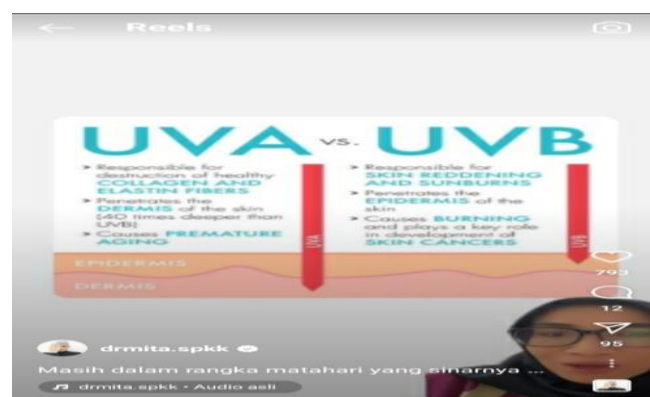 Reels
UVA vs. UVB
> Responsible for
destruction of healthy
COLLAGEN AND
ELASTIN FIBERS
> Penetrates the
DERMIS of the skin
(40 times deeper than
UVB)
> Causes PREMATURE
AGING
UVA
> Responsible for
SKIN REDDENING
AND SUNBURNS
> Penetrates the
EPIDERMIS of the
skin
> Causes BURNING
and plays a key role
in development of
SKIN CANCERS
UVB
EPIDERMIS
DERMIS
793
12
95
drmita.spkk
Masih dalam rangka matahari yang sinarnya ...
drmita.spkk • Audio asli